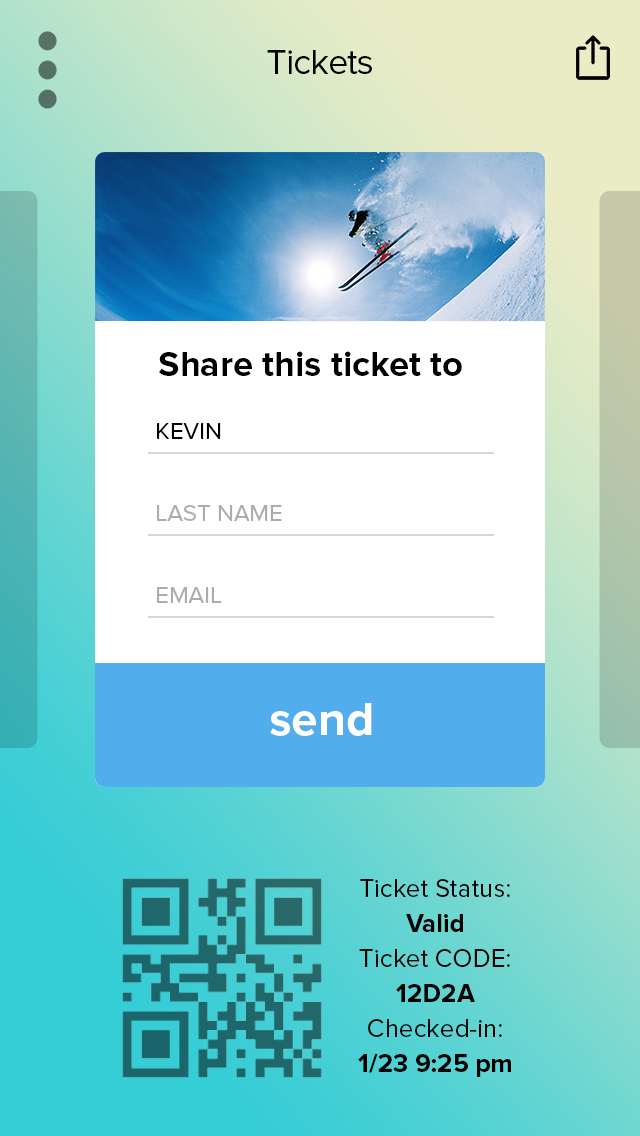 Tickets
Share this ticket to
KEVIN
LAST NAME
EMAIL
send
Ticket Status:
Valid
Ticket CODE:
12D2A
Checked-in:
1/23 9:25 pm